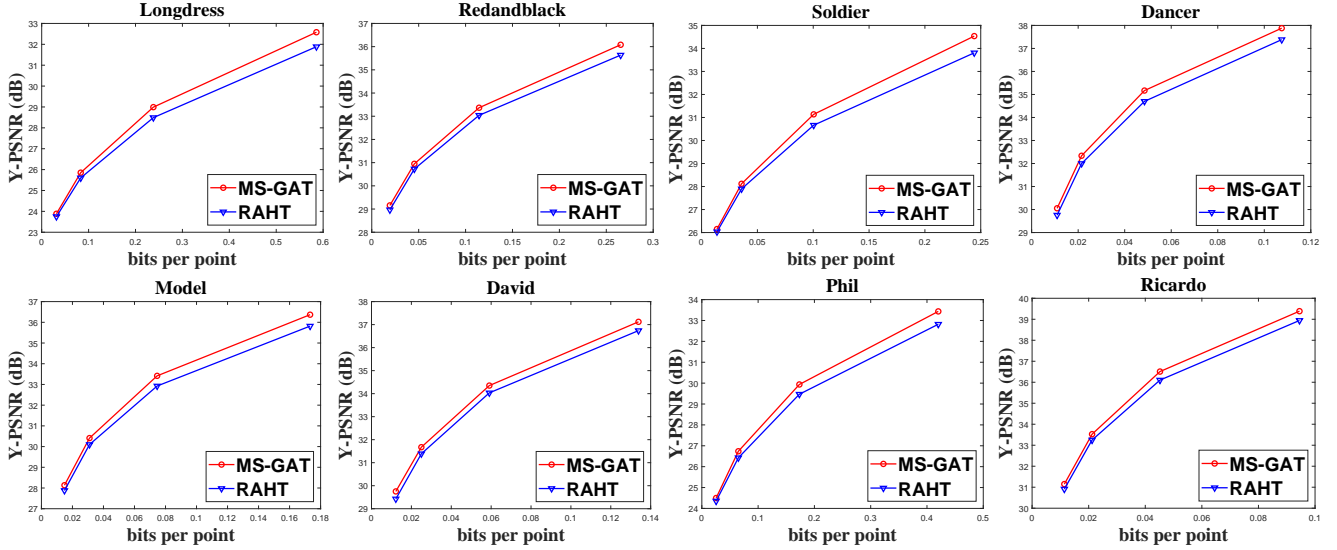 Longdress
Y-PSNR (dB)
33
32
31
30
29
28
27
26
25
24
23
0 0.1 0.2 0.3 0.4 0.5 0.6
bits per point
MS-GAT
RAHT
Redandblack
Y-PSNR (dB)
37
36
35
34
33
32
31
30
29
28
0 0.05 0.1 0.15 0.2 0.25 0.3
bits per point
MS-GAT
RAHT
Soldier
Y-PSNR (dB)
35
34
33
32
31
30
29
28
27
26
0 0.05 0.1 0.15 0.2 0.25
bits per point
MS-GAT
RAHT
Dancer
Y-PSNR (dB)
38
37
36
35
34
33
32
31
30
29
0 0.02 0.04 0.06 0.08 0.1 0.12
bits per point
MS-GAT
RAHT
Model
Y-PSNR (dB)
37
36
35
34
33
32
31
30
29
28
27
0 0.02 0.04 0.06 0.08 0.1 0.12 0.14 0.16 0.18
bits per point
MS-GAT
RAHT
David
Y-PSNR (dB)
38
37
36
35
34
33
32
31
30
29
0 0.02 0.04 0.06 0.08 0.1 0.12 0.14
bits per point
MS-GAT
RAHT
Phil
Y-PSNR (dB)
34
33
32
31
30
29
28
27
26
25
24
0 0.1 0.2 0.3 0.4 0.5
bits per point
MS-GAT
RAHT
Ricardo
Y-PSNR (dB)
40
39
38
37
36
35
34
33
32
31
30
0 0.02 0.04 0.06 0.08 0.1
bits per point
MS-GAT
RAHT